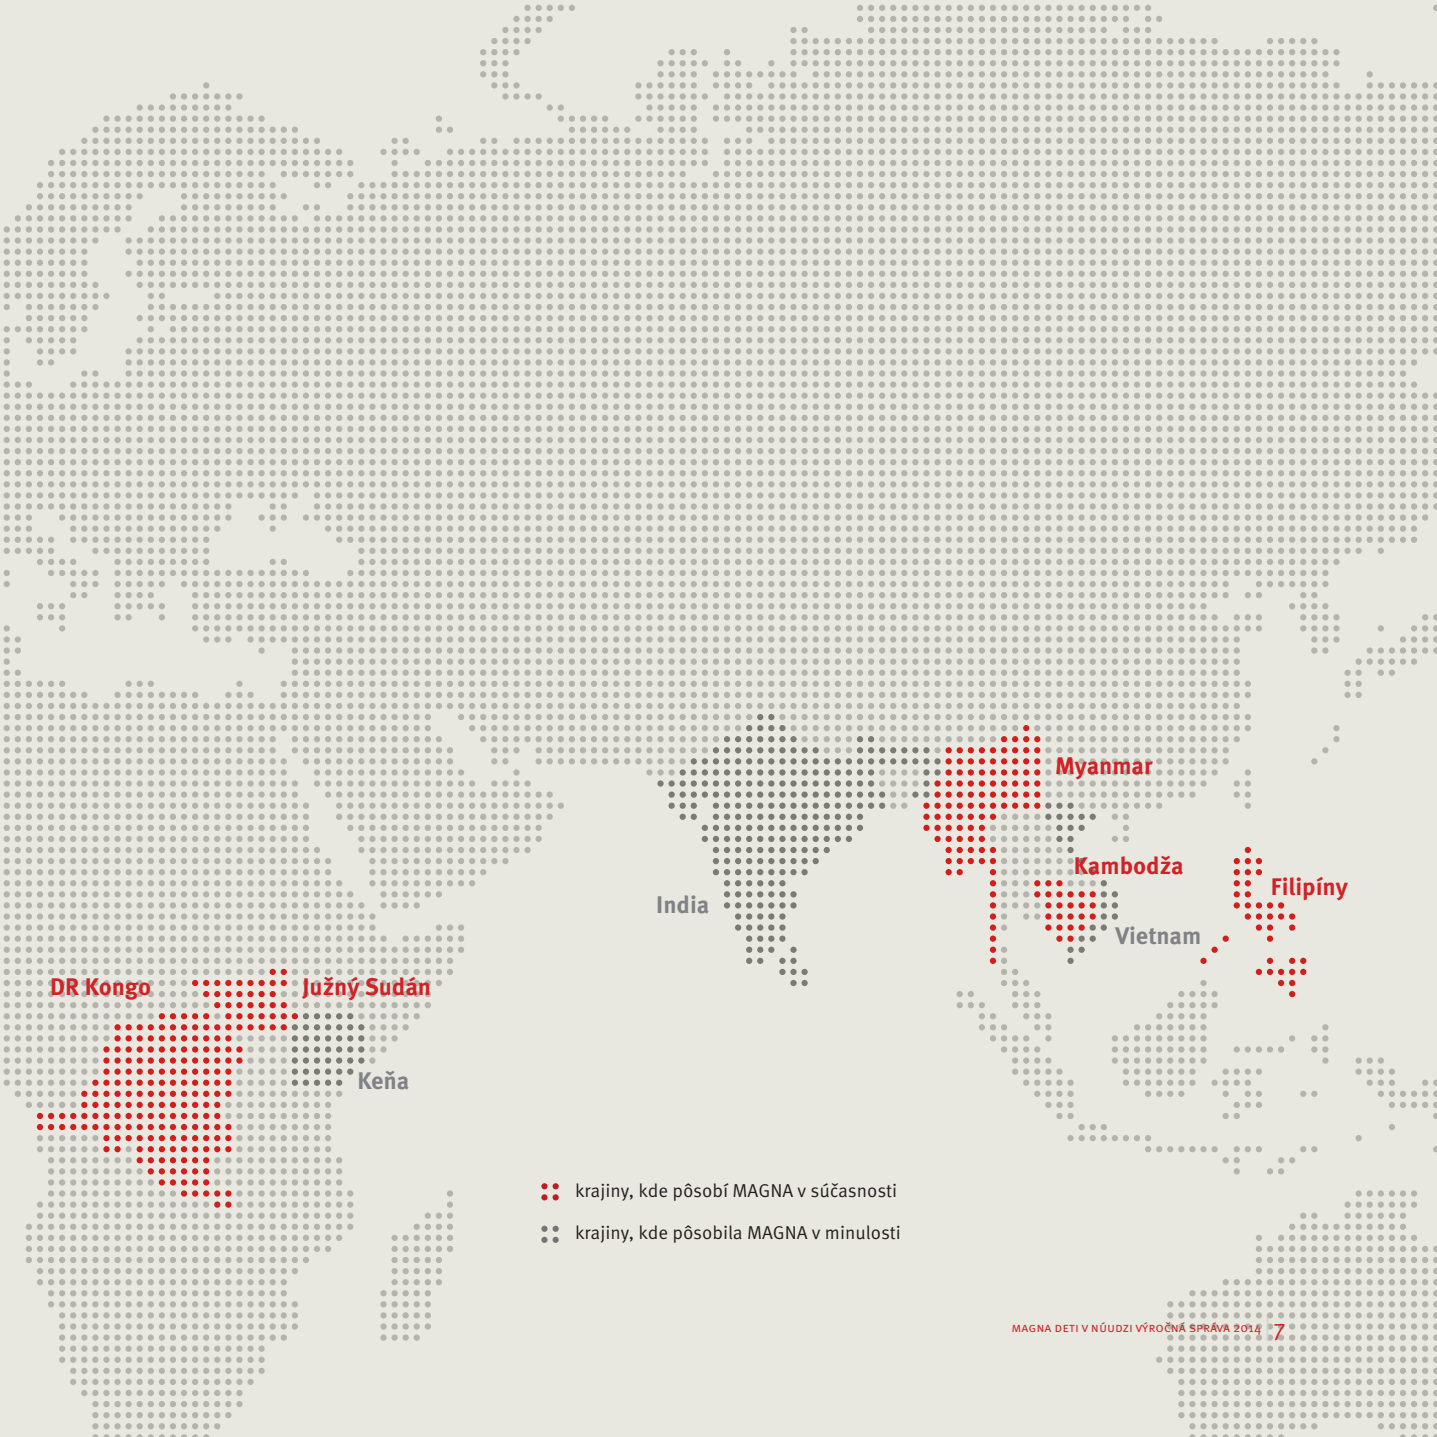 Myanmar
Kambodža
Filipíny
India
Vietnam
DR Kongo
Južný Sudán
Keňa
krajiny, kde pôsobí MAGNA v súčasnosti
krajiny, kde pôsobila MAGNA v minulosti
MAGNA DETI V NÚUDZI VÝROČNÁ SPRÁVA 2014 7